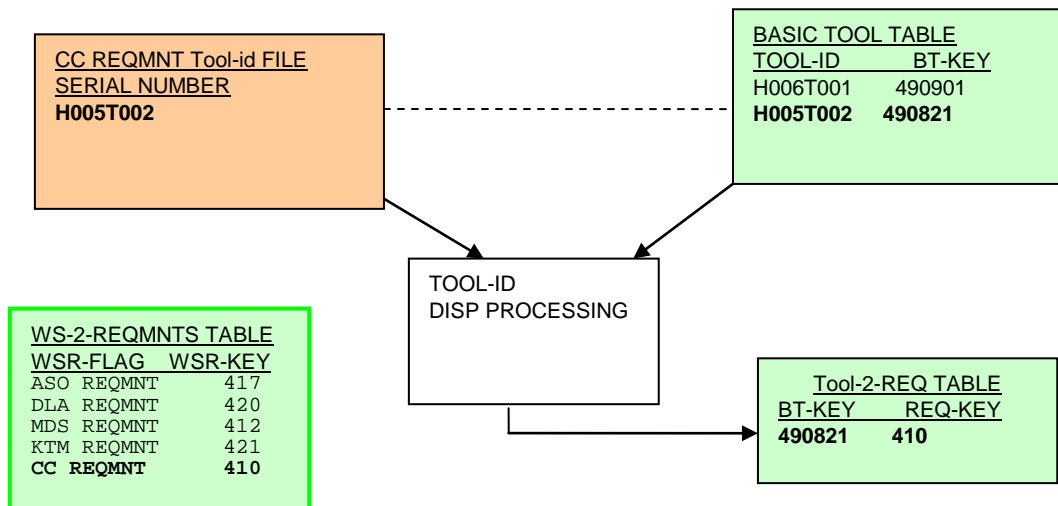 CC REQMNT Tool-id FILE
SERIAL NUMBER
H005T002
BASIC TOOL TABLE
TOOL-ID BT-KEY
H006T001 490901
H005T002 490821
TOOL-ID
DISP PROCESSING
WS-2-REQMNTS TABLE
WSR-FLAG WSR-KEY
ASO REQMNT 417
DLA REQMNT 420
MDS REQMNT 412
KTM REQMNT 421
CC REQMNT 410
Tool-2-REQ TABLE
BT-KEY REQ-KEY
490821 410